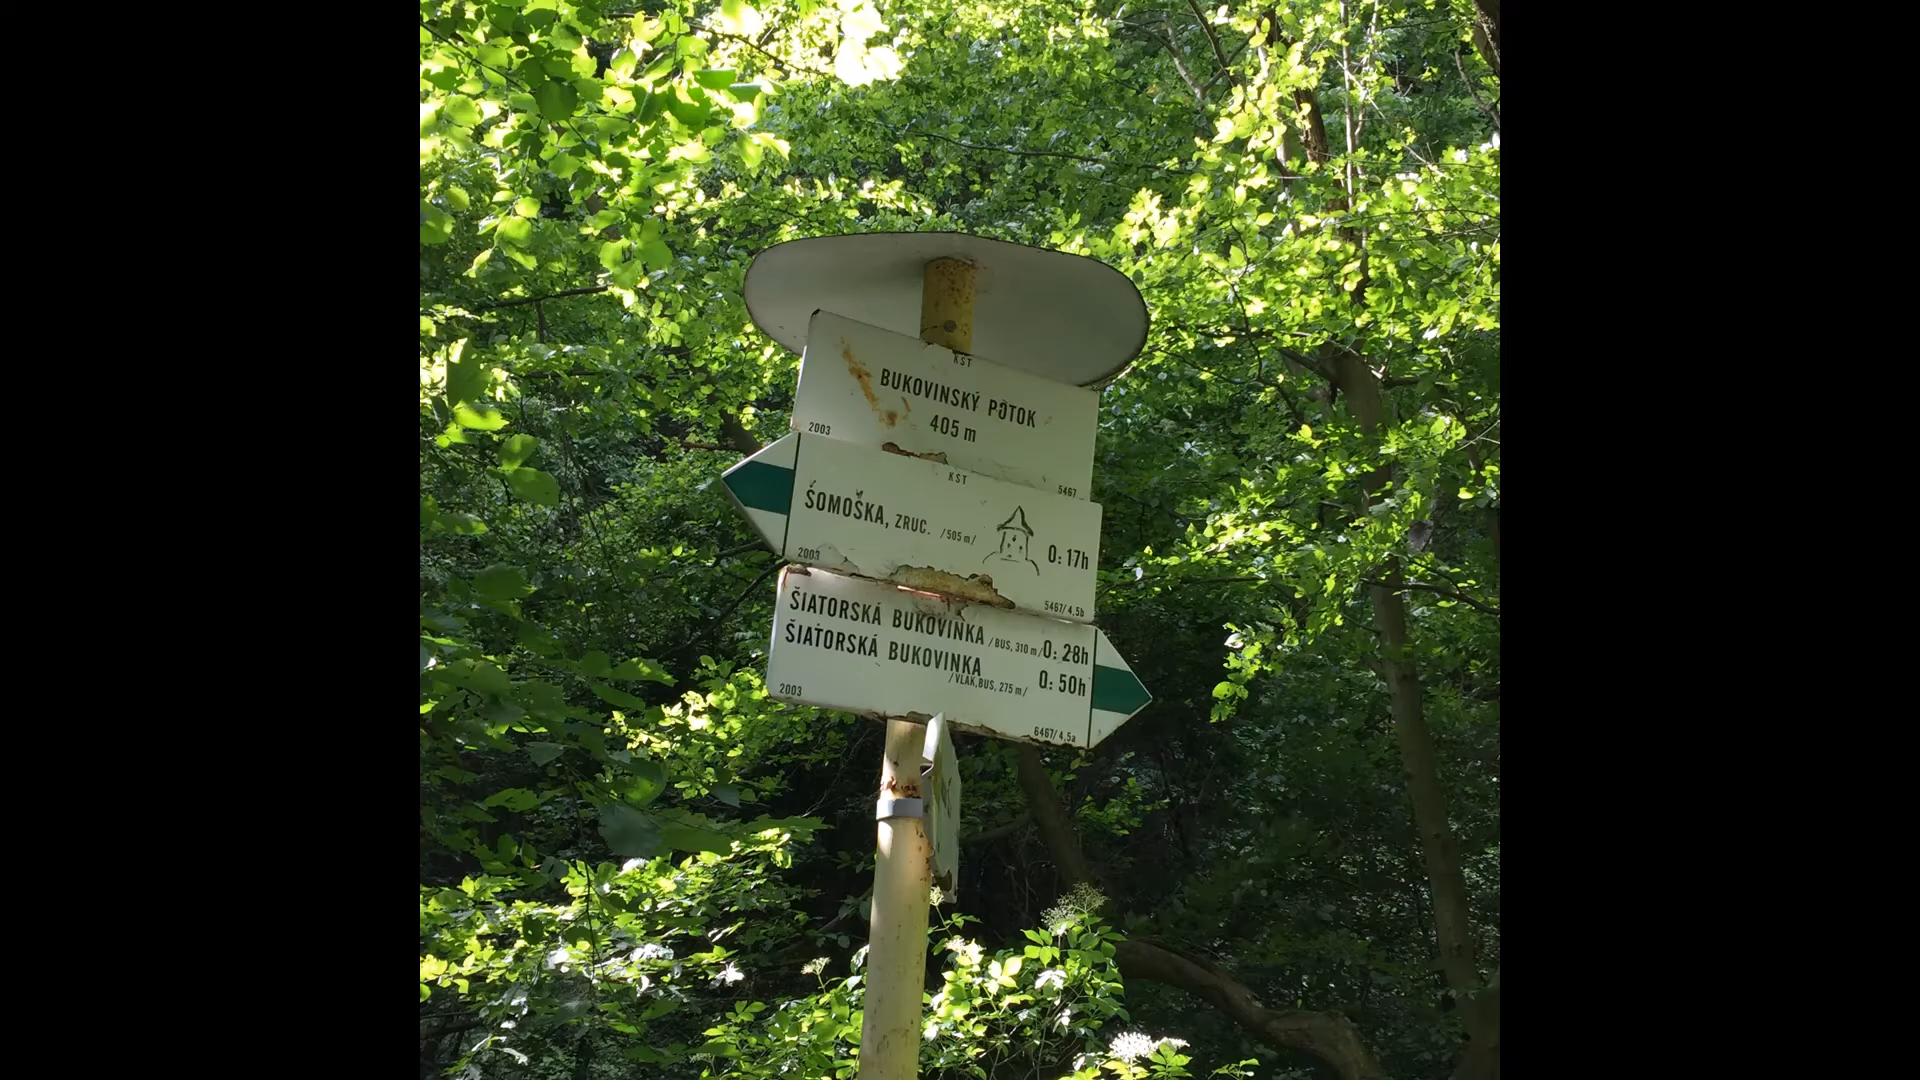 KST
BUKOVINSKÝ POTOK
405 m
2003
5467
KST
ŠOMOŠKA, ZRUC. /505 m/ 0:17h
2003
5467/4,5b
ŠIATORSKÁ BUKOVINKA /BUS, 310 m/ 0:28h
ŠIATORSKÁ BUKOVINKA /VLAK,BUS, 275 m/ 0:50h
2003
6467/4,5a